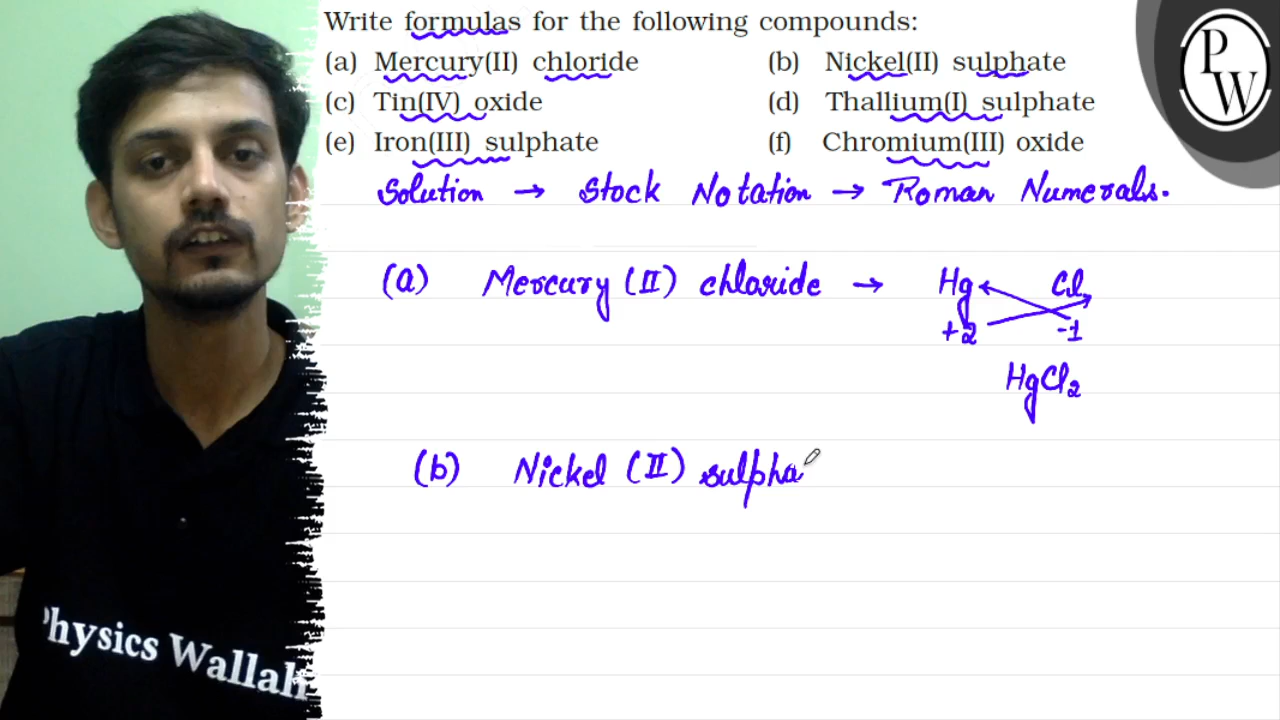 Write formulas for the following compounds:
(a) Mercury(II) chloride (b) Nickel(II) sulphate
(c) Tin(IV) oxide (d) Thallium(I) sulphate
(e) Iron(III) sulphate (f) Chromium(III) oxide
Solution → Stock Notation → Roman Numerals.
(a) Mercury (II) chloride → Hg Cl
+2 -1
HgCl₂
(b) Nickel (II) sulpha
P
W
Physics Wallah